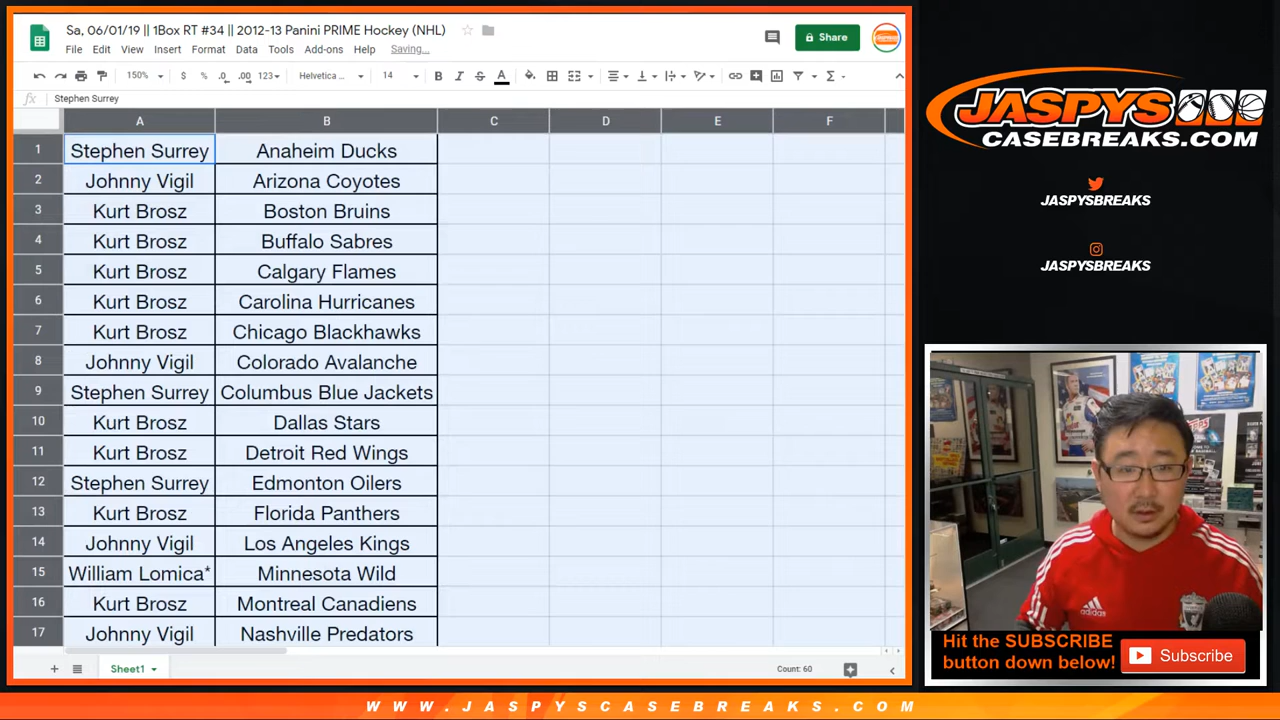 Sa, 06/01/19 || 1Box RT #34 || 2012-13 Panini PRIME Hockey (NHL)
File Edit View Insert Format Data Tools Add-ons Help Saving...
Share
150% $ % .0 .00 123 Helvetica ... 14 B I S A
fx Stephen Surrey
A B C D E F
1 Stephen Surrey Anaheim Ducks
2 Johnny Vigil Arizona Coyotes
3 Kurt Brosz Boston Bruins
4 Kurt Brosz Buffalo Sabres
5 Kurt Brosz Calgary Flames
6 Kurt Brosz Carolina Hurricanes
7 Kurt Brosz Chicago Blackhawks
8 Johnny Vigil Colorado Avalanche
9 Stephen Surrey Columbus Blue Jackets
10 Kurt Brosz Dallas Stars
11 Kurt Brosz Detroit Red Wings
12 Stephen Surrey Edmonton Oilers
13 Kurt Brosz Florida Panthers
14 Johnny Vigil Los Angeles Kings
15 William Lomica* Minnesota Wild
16 Kurt Brosz Montreal Canadiens
17 Johnny Vigil Nashville Predators
Sheet1
Count: 60
JASPYS
CASEBREAKS.COM
JASPYSBREAKS
JASPYSBREAKS
Hit the SUBSCRIBE
button down below!
Subscribe
WWW.JASPYSCASEBREAKS.COM